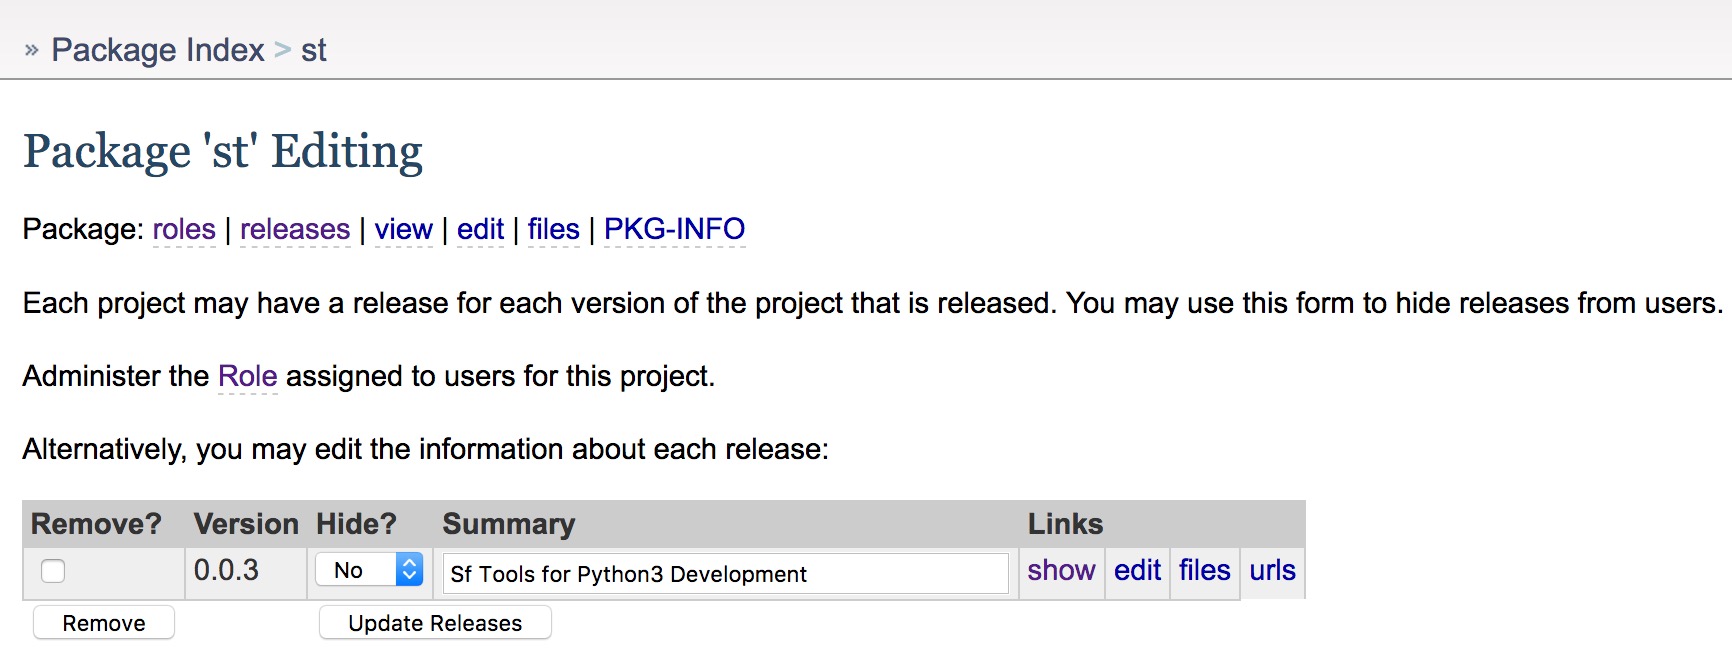 » Package Index > st
Package 'st' Editing
Package: roles | releases | view | edit | files | PKG-INFO
Each project may have a release for each version of the project that is released. You may use this form to hide releases from users.
Administer the Role assigned to users for this project.
Alternatively, you may edit the information about each release:
Remove? Version Hide? Summary Links
0.0.3 No Sf Tools for Python3 Development show edit files urls
Remove Update Releases